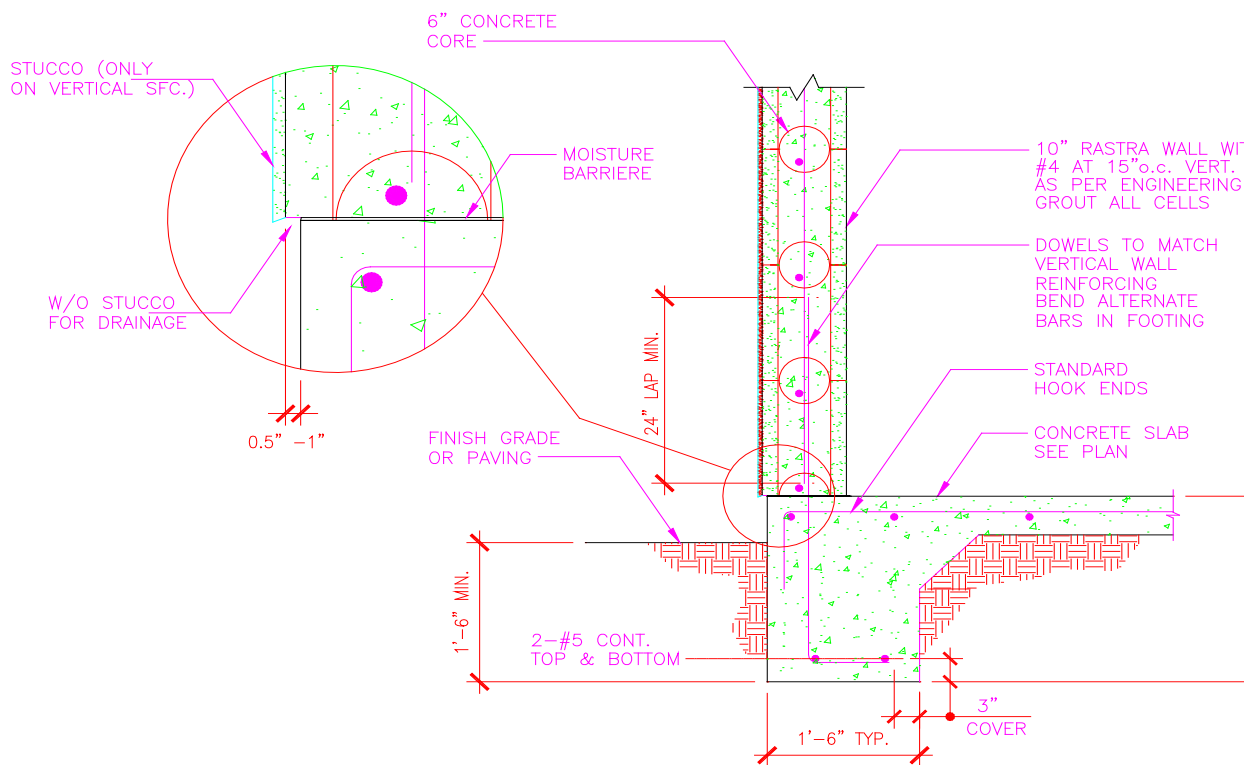 6" CONCRETE
CORE
STUCCO (ONLY
ON VERTICAL SFC.)
MOISTURE
BARRIERE
W/O STUCCO
FOR DRAINAGE
0.5" -1"
10" RASTRA WALL WIT
#4 AT 15"o.c. VERT.
AS PER ENGINEERING
GROUT ALL CELLS
DOWELS TO MATCH
VERTICAL WALL
REINFORCING
BEND ALTERNATE
BARS IN FOOTING
24" LAP MIN.
STANDARD
HOOK ENDS
FINISH GRADE
OR PAVING
CONCRETE SLAB
SEE PLAN
1'-6" MIN.
2-#5 CONT.
TOP & BOTTOM
3"
COVER
1'-6" TYP.